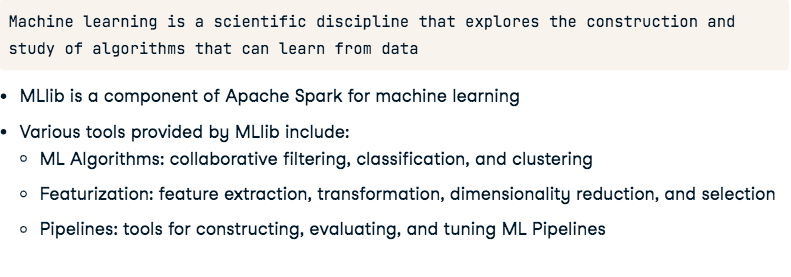 Machine learning is a scientific discipline that explores the construction and
study of algorithms that can learn from data
• MLlib is a component of Apache Spark for machine learning
• Various tools provided by MLlib include:
○ ML Algorithms: collaborative filtering, classification, and clustering
○ Featurization: feature extraction, transformation, dimensionality reduction, and selection
○ Pipelines: tools for constructing, evaluating, and tuning ML Pipelines